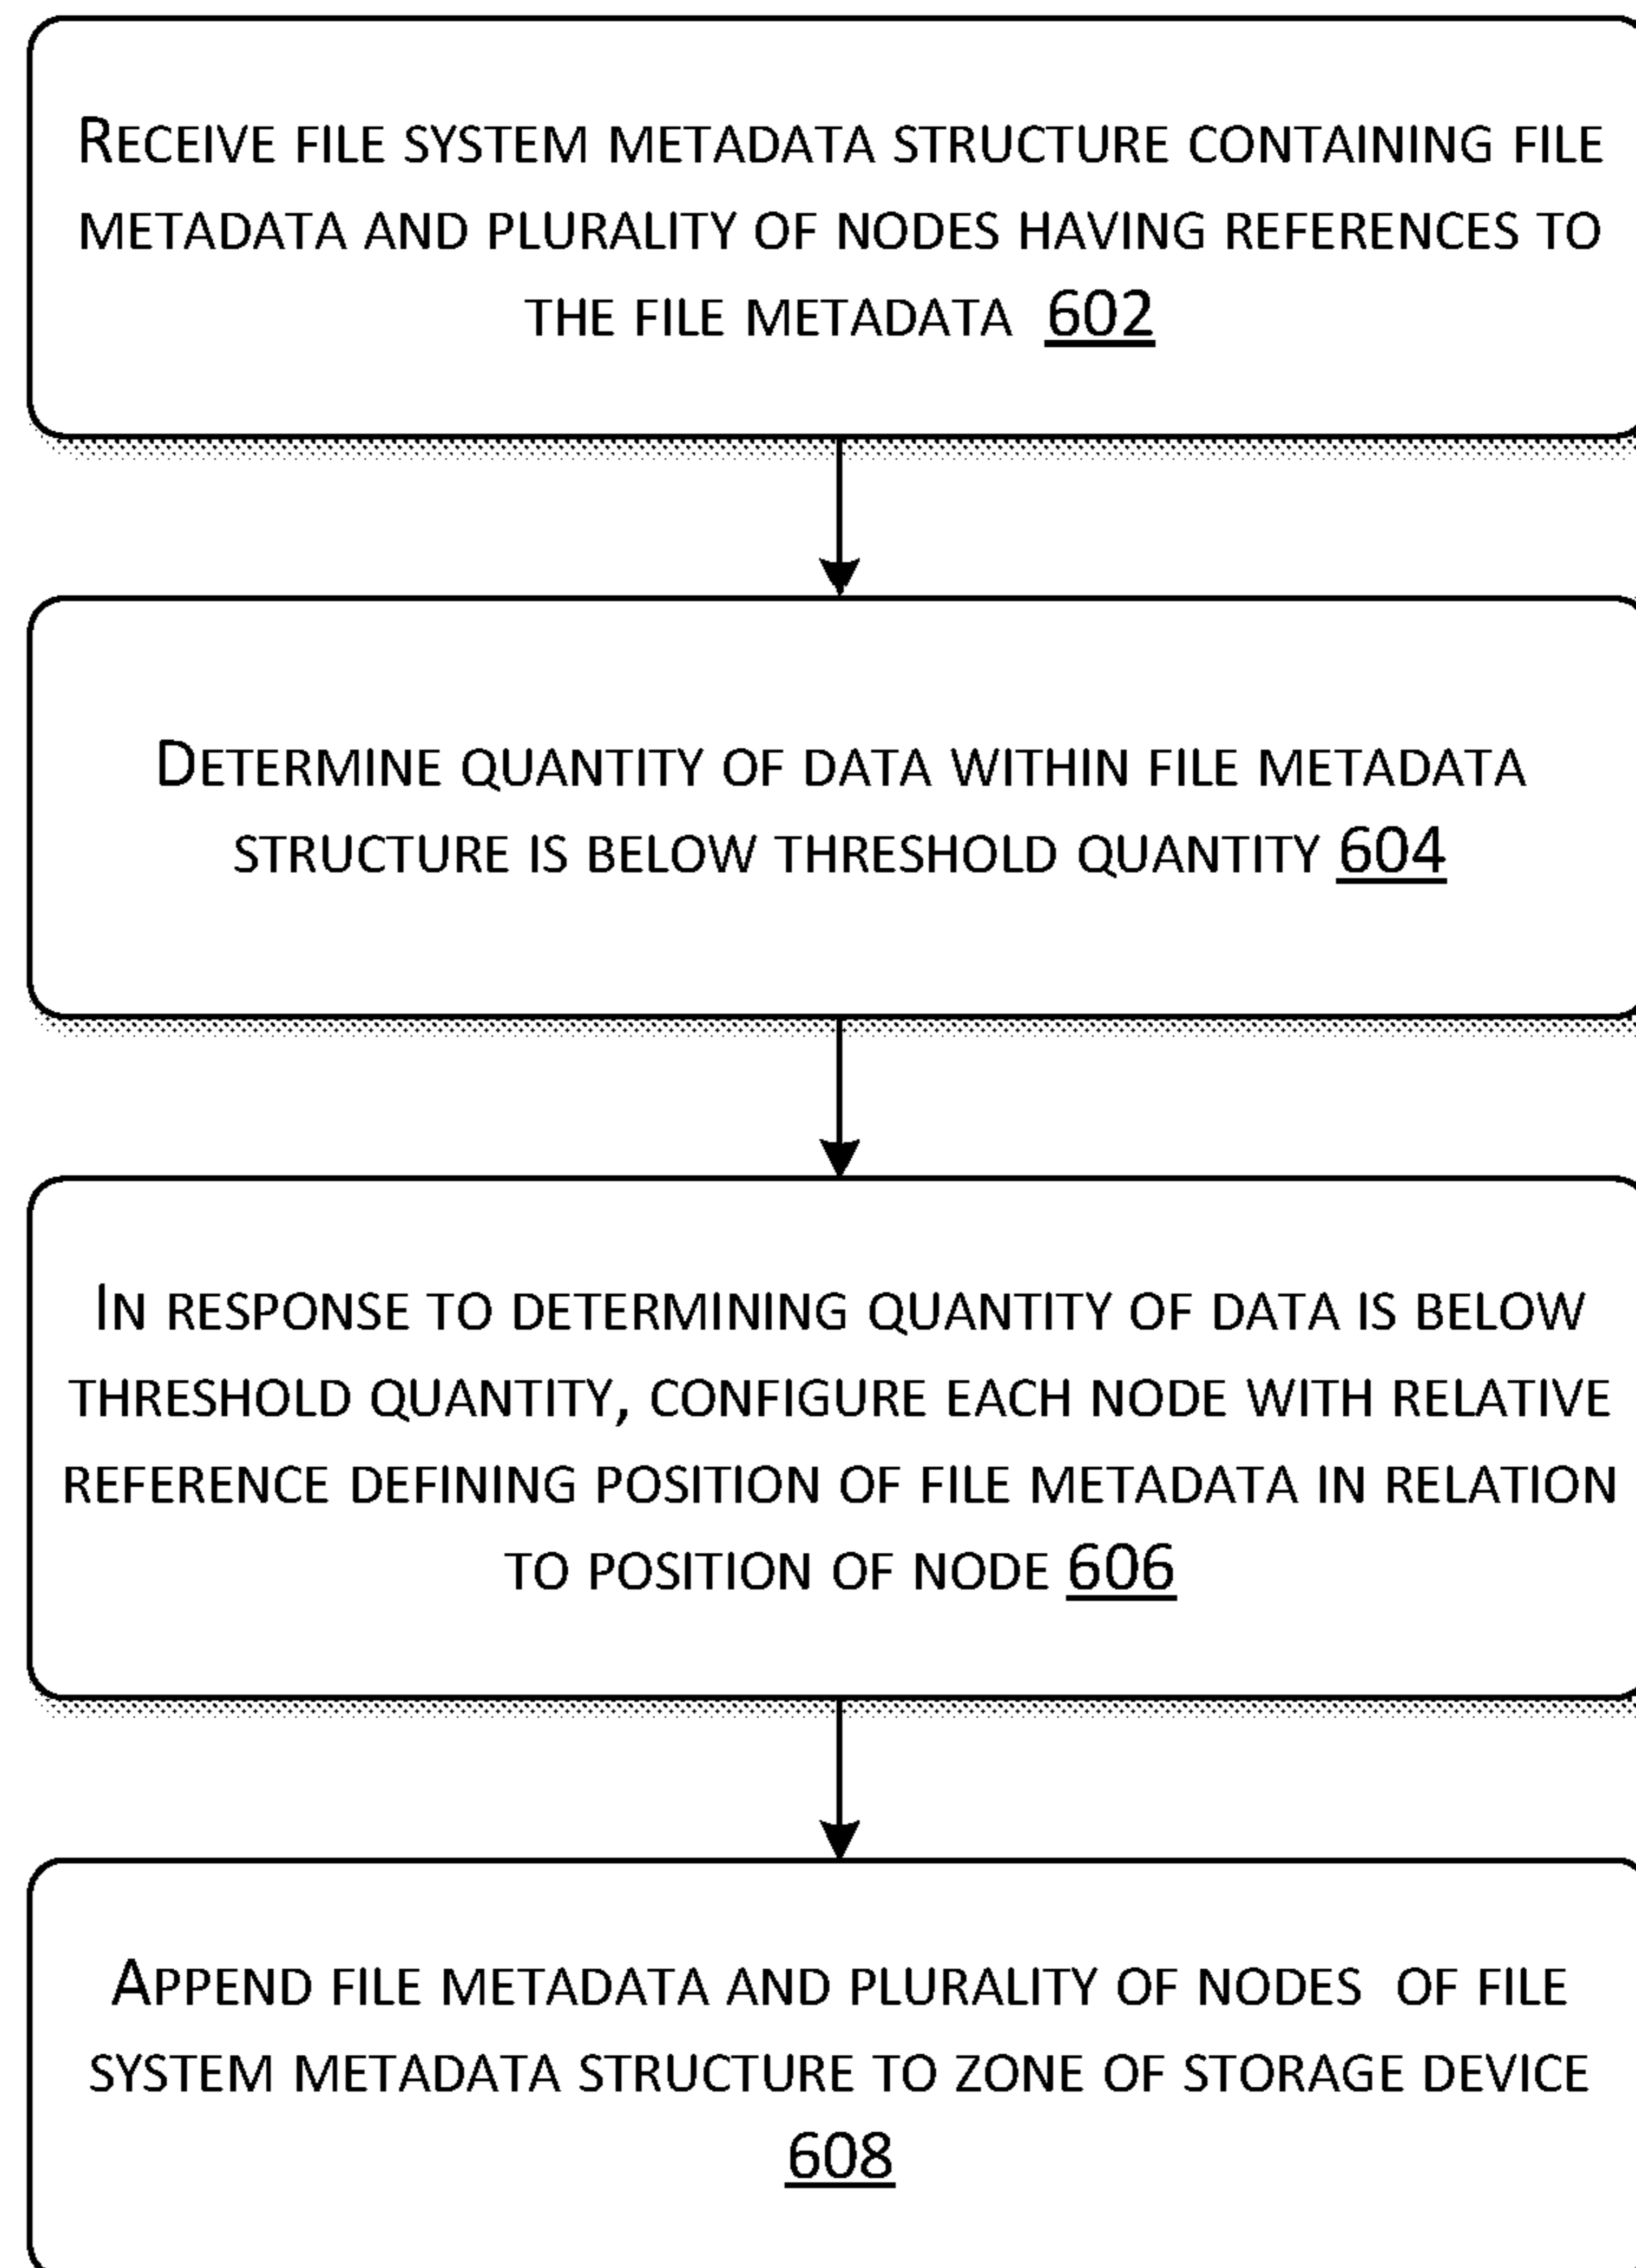 RECEIVE FILE SYSTEM METADATA STRUCTURE CONTAINING FILE
METADATA AND PLURALITY OF NODES HAVING REFERENCES TO
THE FILE METADATA 602
DETERMINE QUANTITY OF DATA WITHIN FILE METADATA
STRUCTURE IS BELOW THRESHOLD QUANTITY 604
IN RESPONSE TO DETERMINING QUANTITY OF DATA IS BELOW
THRESHOLD QUANTITY, CONFIGURE EACH NODE WITH RELATIVE
REFERENCE DEFINING POSITION OF FILE METADATA IN RELATION
TO POSITION OF NODE 606
APPEND FILE METADATA AND PLURALITY OF NODES OF FILE
SYSTEM METADATA STRUCTURE TO ZONE OF STORAGE DEVICE
608